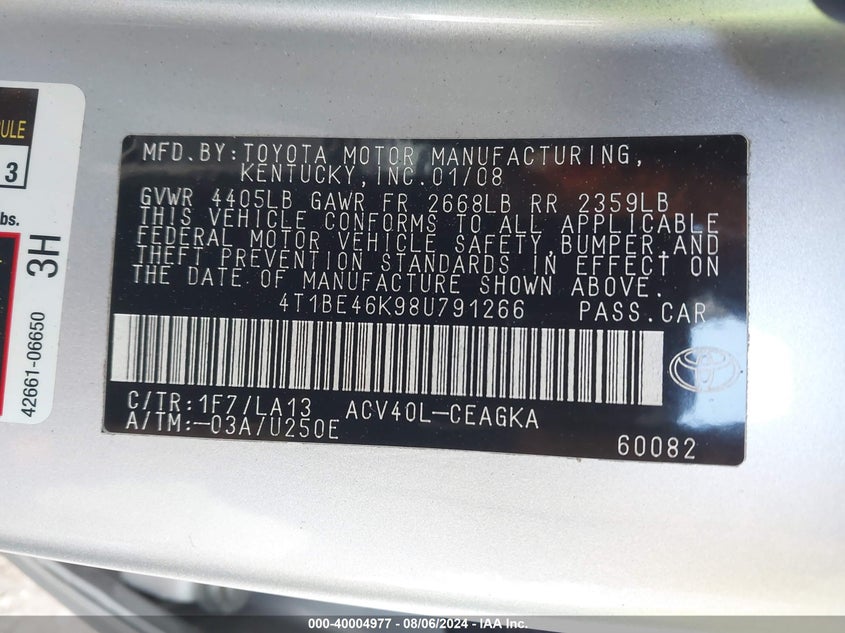 MFD.BY:TOYOTA MOTOR MANUFACTURING,
KENTUCKY,INC.01/08
GVWR 4405LB GAWR FR 2668LB RR 2359LB
THIS VEHICLE CONFORMS TO ALL APPLICABLE
FEDERAL MOTOR VEHICLE SAFETY,BUMPER,AND
THEFT PREVENTION STANDARDS IN EFFECT ON
THE DATE OF MANUFACTURE SHOWN ABOVE.
4T1BE46K98U791266 PASS.CAR
C/TR:1F7/LA13 ACV40L-CEAGKA
A/TM:-03A/U250E
60082
3
bs.
3H
42661-06650
000-40004977 - 08/06/2024 - IAA Inc.